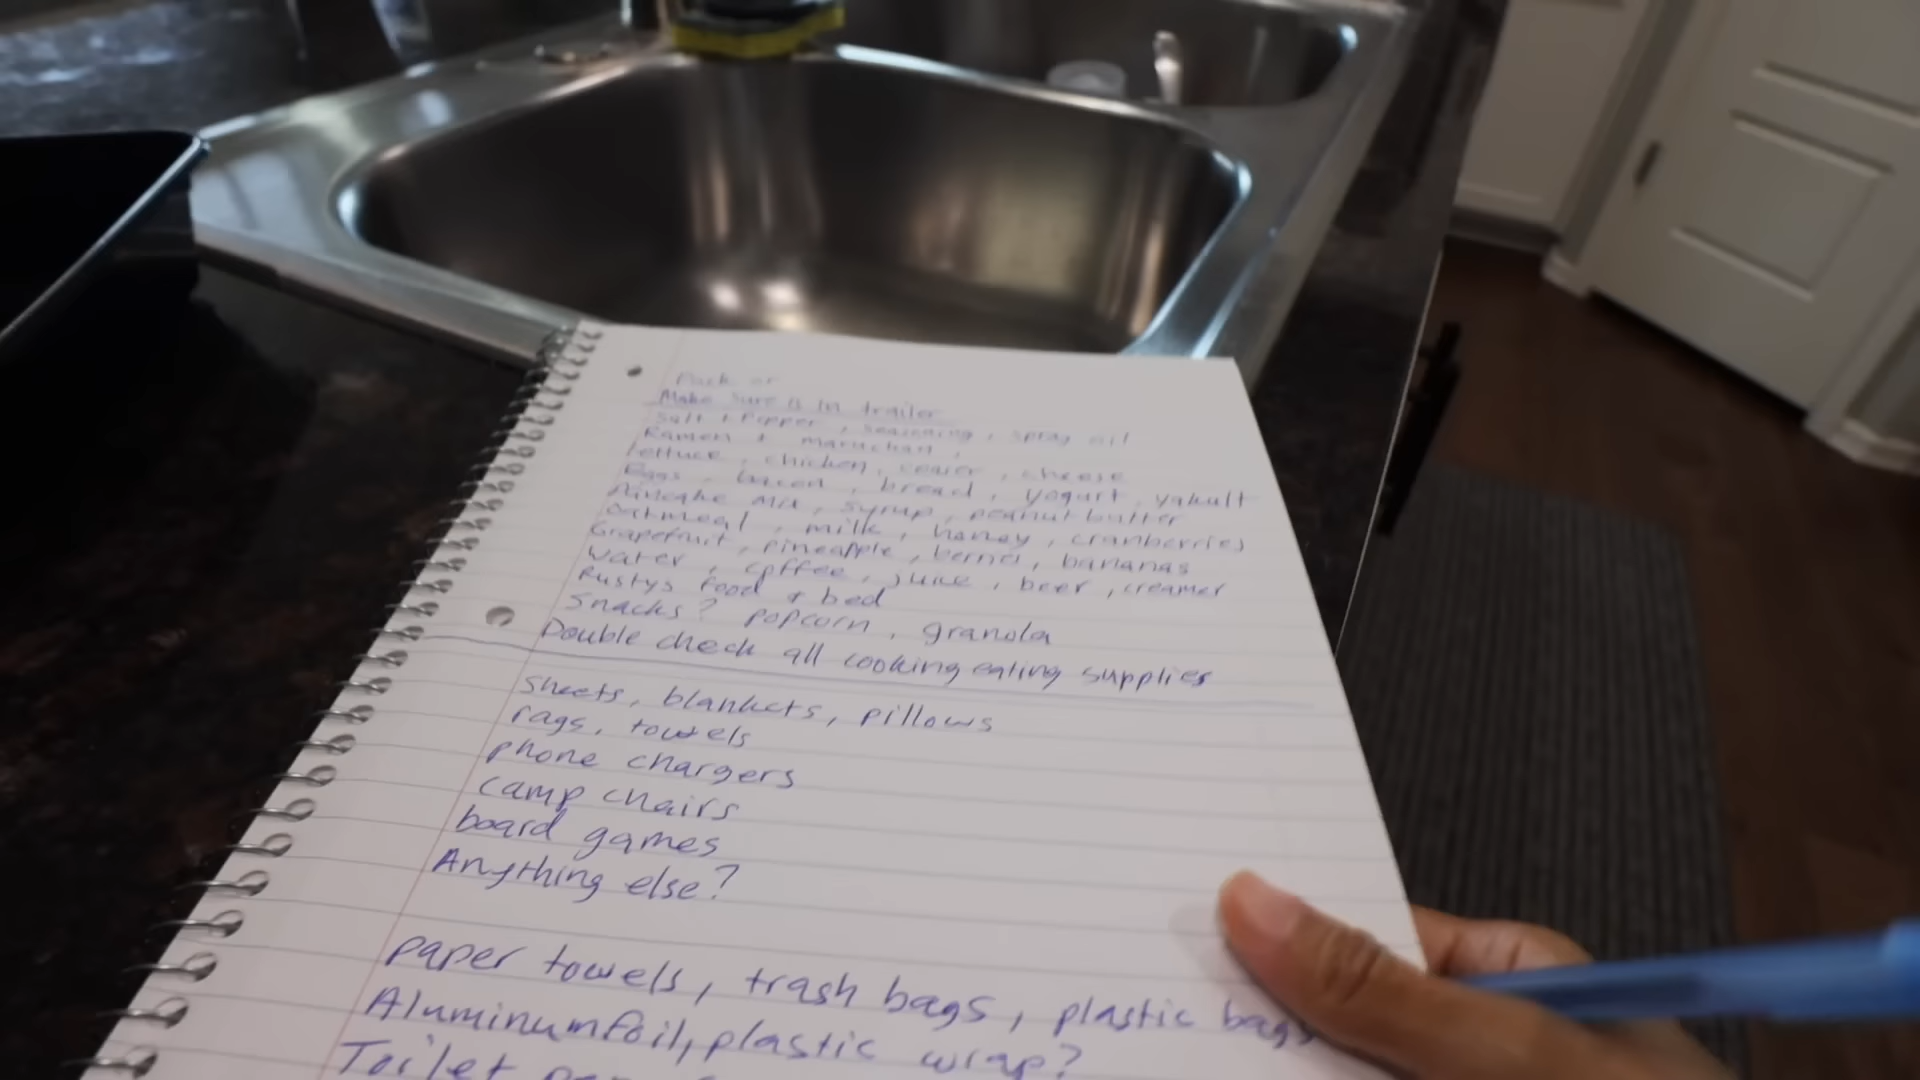 Pack or
Make sure is in trailer
Salt + Pepper, seasoning, spray oil
Ramen + maruchan,
Lettuce, chicken, ceaser, cheese
Eggs, bacon, bread, yogurt, yakult
Pancake mix, syrup, peanut butter
Oatmeal, milk, honey, cranberries
Grapefruit, pineapple, berries, bananas
Water, coffee, juice, beer, creamer
Rustys food + bed
Snacks? popcorn, granola
Double check all cooking eating supplies
Sheets, blankets, pillows
rags, towels
phone chargers
camp chairs
board games
Anything else?
paper towels, trash bags, plastic bags
Aluminum foil, plastic wrap?
Toilet